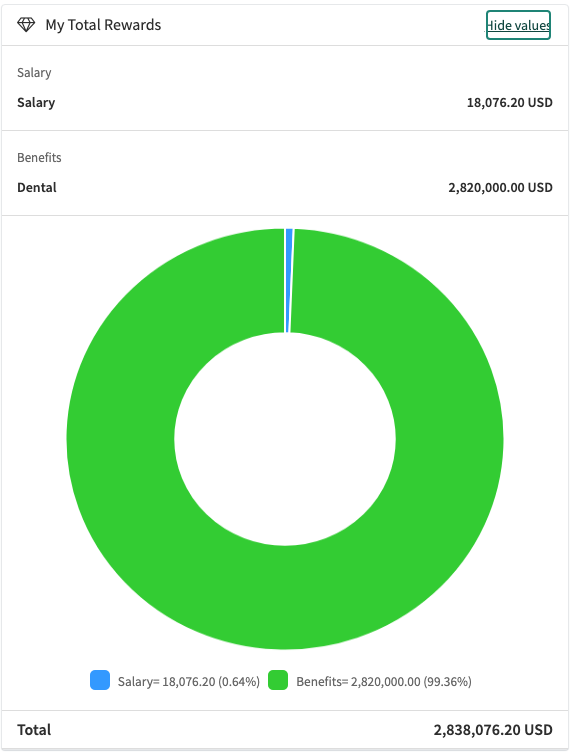 My Total Rewards Hide values
Salary
Salary 18,076.20 USD
Benefits
Dental 2,820,000.00 USD
Salary= 18,076.20 (0.64%) Benefits= 2,820,000.00 (99.36%)
Total 2,838,076.20 USD